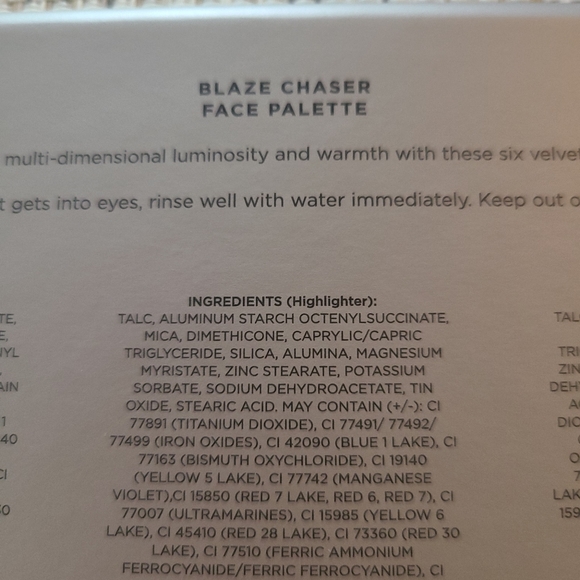 BLAZE CHASER
FACE PALETTE
multi-dimensional luminosity and warmth with these six
gets into eyes, rinse well with water immediately. Keep out
INGREDIENTS (Highlighter):
TALC, ALUMINUM STARCH OCTENYLSUCCINATE,
MICA, DIMETHICONE, CAPRYLIC/CAPRIC
TRIGLYCERIDE, SILICA, ALUMINA, MAGNESIUM
MYRISTATE, ZINC STEARATE, POTASSIUM
SORBATE, SODIUM DEHYDROACETATE, TIN
OXIDE, STEARIC ACID. MAY CONTAIN (+/-): CI
77891 (TITANIUM DIOXIDE), CI 77491/ 77492/
77499 (IRON OXIDES), CI 42090 (BLUE 1 LAKE), CI
77163 (BISMUTH OXYCHLORIDE), CI 19140
(YELLOW 5 LAKE), CI 77742 (MANGANESE
VIOLET),CI 15850 (RED 7 LAKE, RED 6, RED 7), CI
77007 (ULTRAMARINES), CI 15985 (YELLOW 6
LAKE), CI 45410 (RED 28 LAKE), CI 73360 (RED 30
LAKE), CI 77510 (FERRIC AMMONIUM
FERROCYANIDE/FERRIC FERROCYANIDE), CI